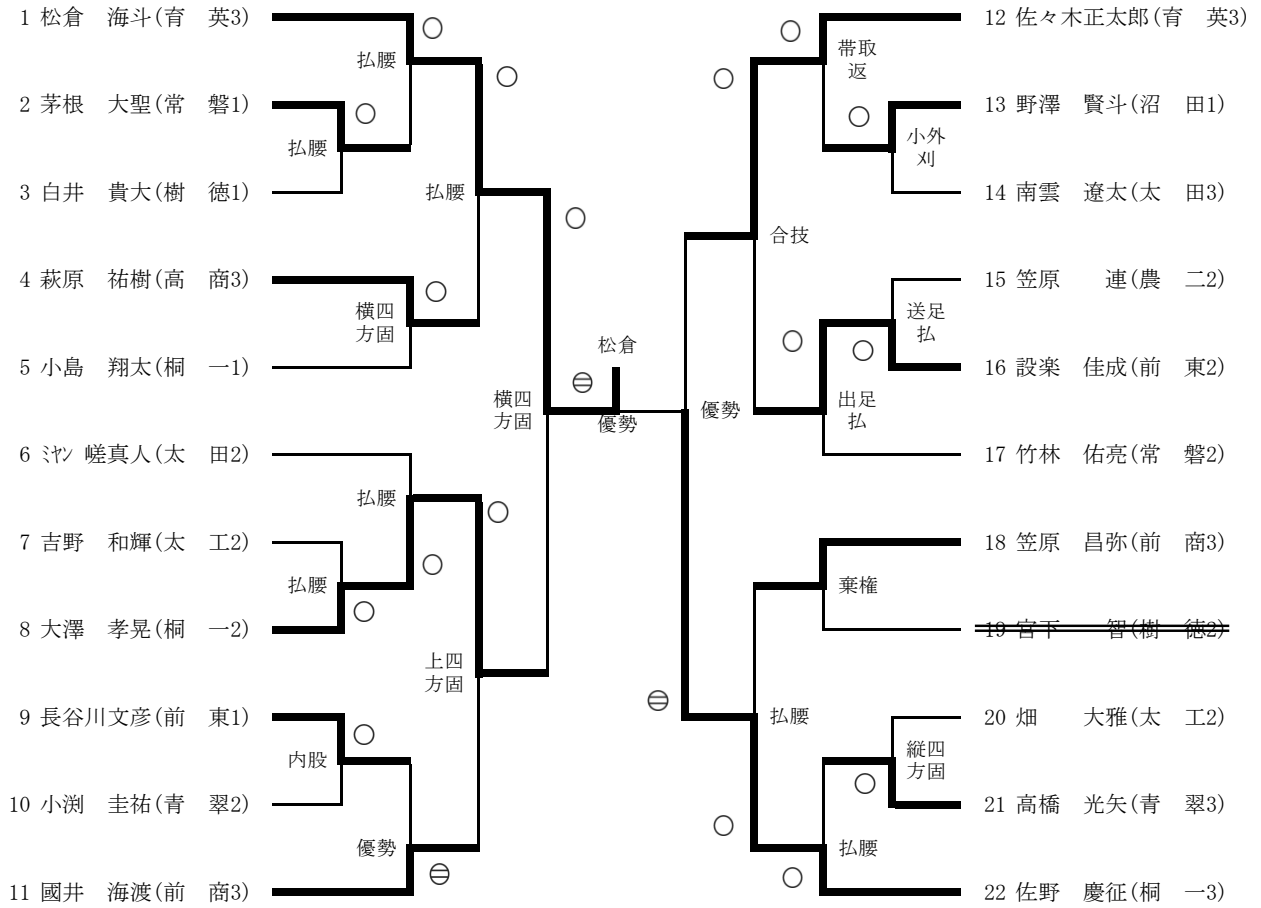 1 松倉　海斗(育　英3)
払腰
2 茅根　大聖(常　磐1)
払腰
3 白井　貴大(樹　徳1)
払腰
4 萩原　祐樹(高　商3)
横四
方固
5 小島　翔太(桐　一1)
横四
方固
6 ﾐﾔﾝ 嵯真人(太　田2)
払腰
7 吉野　和輝(太　工2)
払腰
8 大澤　孝晃(桐　一2)
上四
方固
9 長谷川文彦(前　東1)
内股
10 小渕　圭祐(青　翠2)
優勢
11 國井　海渡(前　商3)
松倉
優勢
12 佐々木正太郎(育　英3)
帯取
返
13 野澤　賢斗(沼　田1)
小外
刈
14 南雲　遼太(太　田3)
合技
15 笠原　　連(農　二2)
送足
払
16 設楽　佳成(前　東2)
出足
払
優勢
17 竹林　佑亮(常　磐2)
18 笠原　昌弥(前　商3)
棄権
19 宮下　　智(樹　徳2)
払腰
20 畑　　大雅(太　工2)
縦四
方固
21 高橋　光矢(青　翠3)
払腰
22 佐野　慶征(桐　一3)